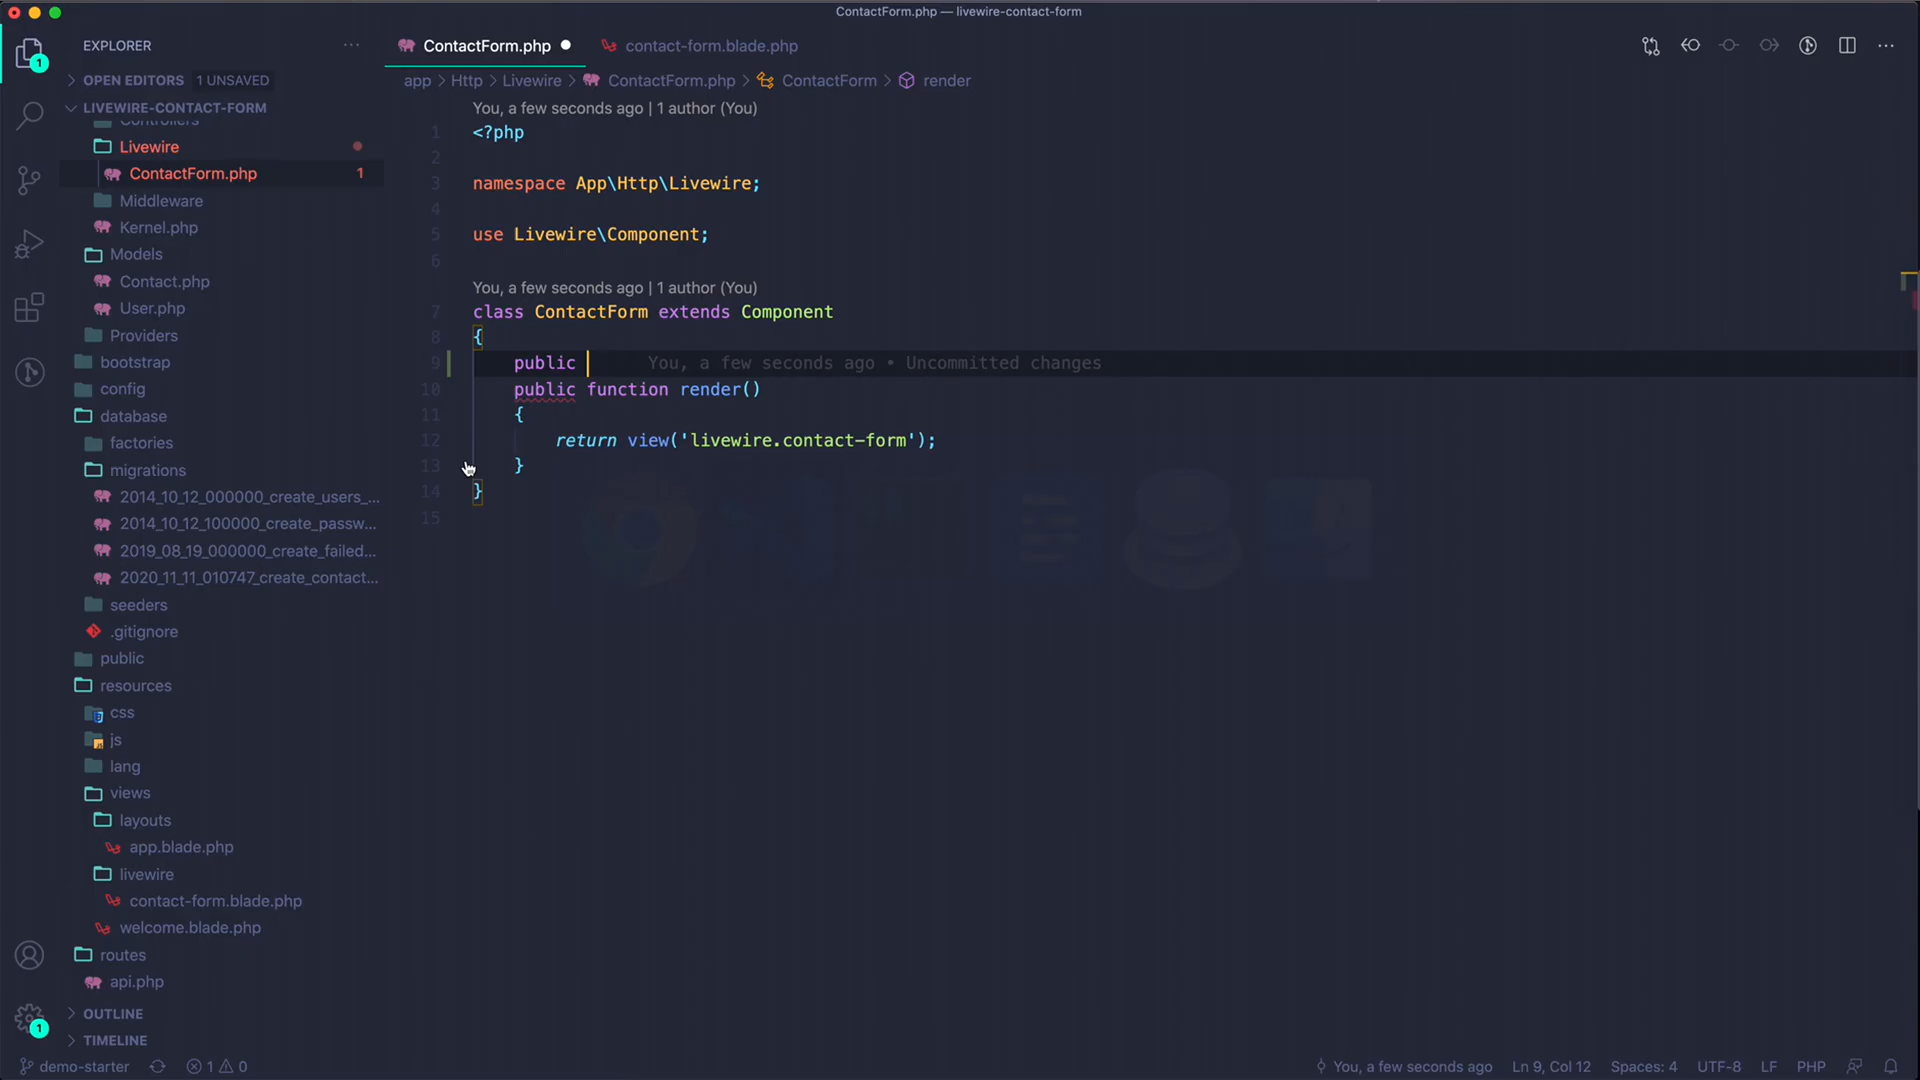 ContactForm.php — livewire-contact-form
EXPLORER
OPEN EDITORS 1 UNSAVED
LIVEWIRE-CONTACT-FORM
Controllers
Livewire
ContactForm.php 1
Middleware
Kernel.php
Models
Contact.php
User.php
Providers
bootstrap
config
database
factories
migrations
2014_10_12_000000_create_users_...
2014_10_12_100000_create_passw...
2019_08_19_000000_create_failed...
2020_11_11_010747_create_contact...
seeders
.gitignore
public
resources
css
js
lang
views
layouts
app.blade.php
livewire
contact-form.blade.php
welcome.blade.php
routes
api.php
OUTLINE
TIMELINE
1
1
ContactForm.php
contact-form.blade.php
app > Http > Livewire > ContactForm.php > ContactForm > render
You, a few seconds ago | 1 author (You)
1 <?php
2
3 namespace App\Http\Livewire;
4
5 use Livewire\Component;
6
You, a few seconds ago | 1 author (You)
7 class ContactForm extends Component
8 {
9 public You, a few seconds ago • Uncommitted changes
10 public function render()
11 {
12 return view('livewire.contact-form');
13 }
14 }
15
demo-starter 1 0 You, a few seconds ago Ln 9, Col 12 Spaces: 4 UTF-8 LF PHP